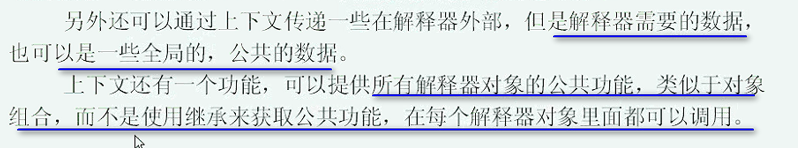 另外还可以通过上下文传递一些在解释器外部，但是解释器需要的数据，
也可以是一些全局的，公共的数据。
上下文还有一个功能，可以提供所有解释器对象的公共功能，类似于对象
组合，而不是使用继承来获取公共功能，在每个解释器对象里面都可以调用。